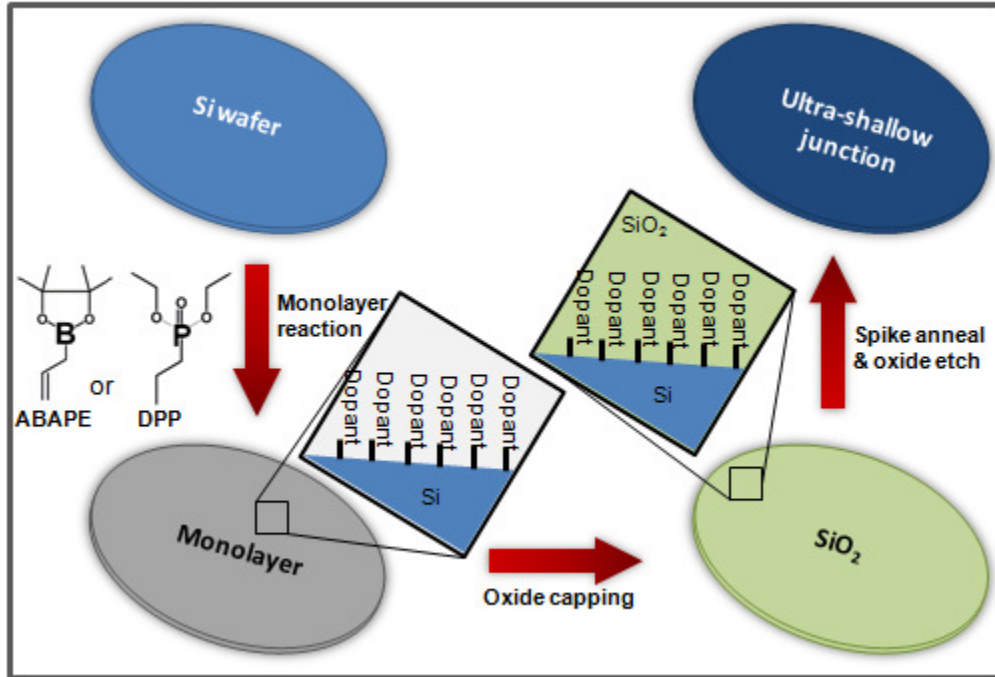 Si wafer
Ultra-shallow
junction
O
O
B
O
P
O
O
or
ABAPE
DPP
Monolayer
reaction
Dopant
Dopant
Dopant
Dopant
Dopant
Dopant
Si
SiO₂
Dopant
Dopant
Dopant
Dopant
Dopant
Dopant
Si
Spike anneal
& oxide etch
Monolayer
Oxide capping
SiO₂